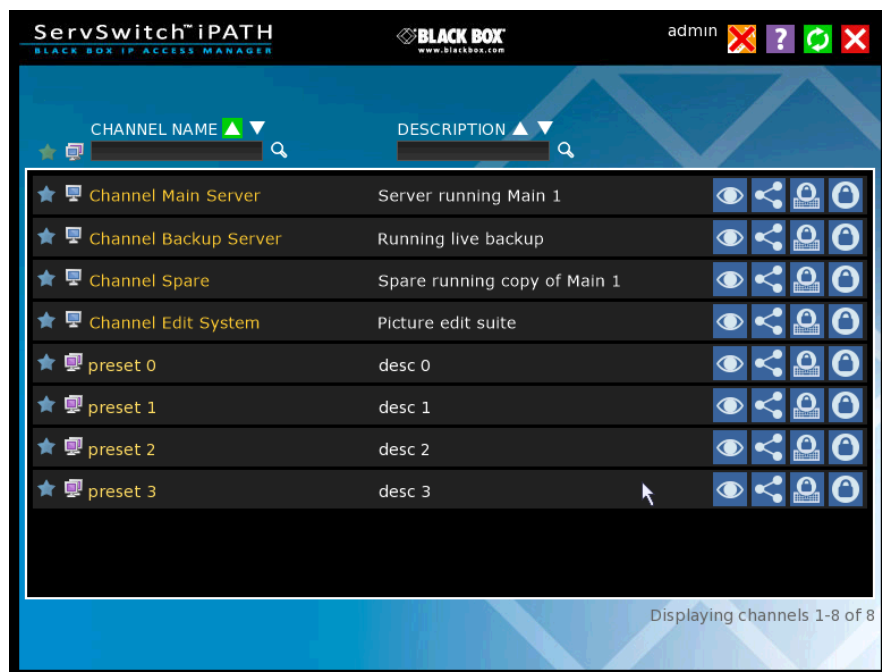 ServSwitch™ iPATH
BLACK BOX IP ACCESS MANAGER
BLACK BOX®
www.blackbox.com
admin
?
CHANNEL NAME
DESCRIPTION
Channel Main Server Server running Main 1
Channel Backup Server Running live backup
Channel Spare Spare running copy of Main 1
Channel Edit System Picture edit suite
preset 0 desc 0
preset 1 desc 1
preset 2 desc 2
preset 3 desc 3
Displaying channels 1-8 of 8